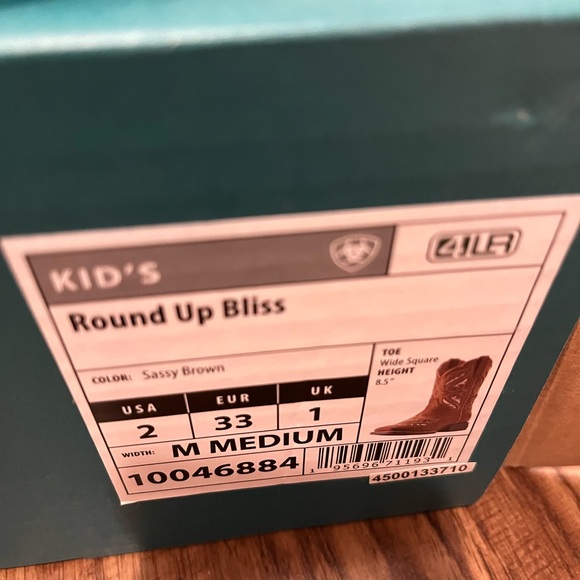 KID'S
4LR
Round Up Bliss
COLOR: Sassy Brown
TOE
Wide Square
HEIGHT
8.5"
USA EUR UK
2 33 1
WIDTH: M MEDIUM
10046884
1 95696 71193 1
4500133710